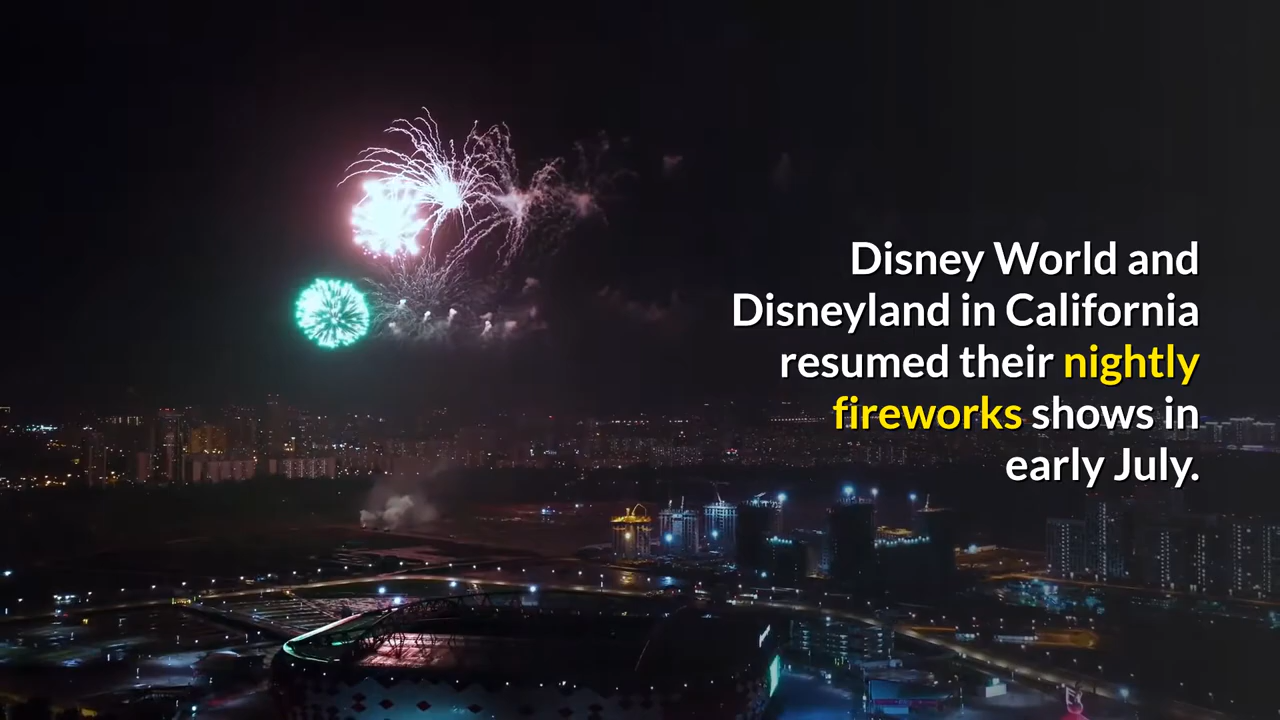 Disney World and
Disneyland in California
resumed their nightly
fireworks shows in
early July.